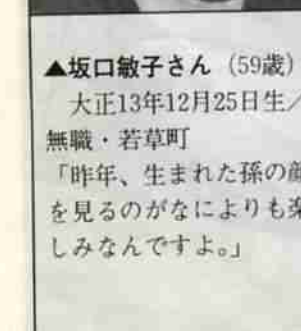 ▲坂口敏子さん（59歳）
大正13年12月25日生／
無職・若草町
「昨年、生まれた孫の顔
を見るのがなによりも楽
しみなんですよ。」